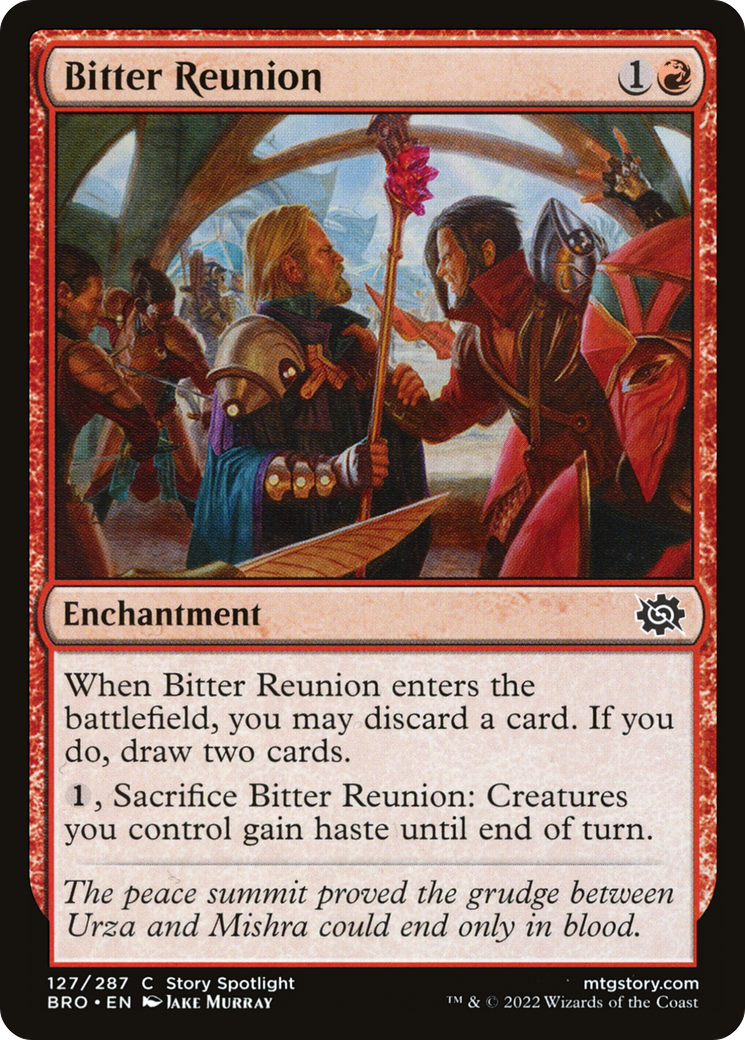 Bitter Reunion
1
Enchantment
When Bitter Reunion enters the
battlefield, you may discard a card. If you
do, draw two cards.
1, Sacrifice Bitter Reunion: Creatures
you control gain haste until end of turn.
The peace summit proved the grudge between
Urza and Mishra could end only in blood.
127/287 C Story Spotlight
mtgstory.com
BRO • EN Jake Murray
™ & © 2022 Wizards of the Coast